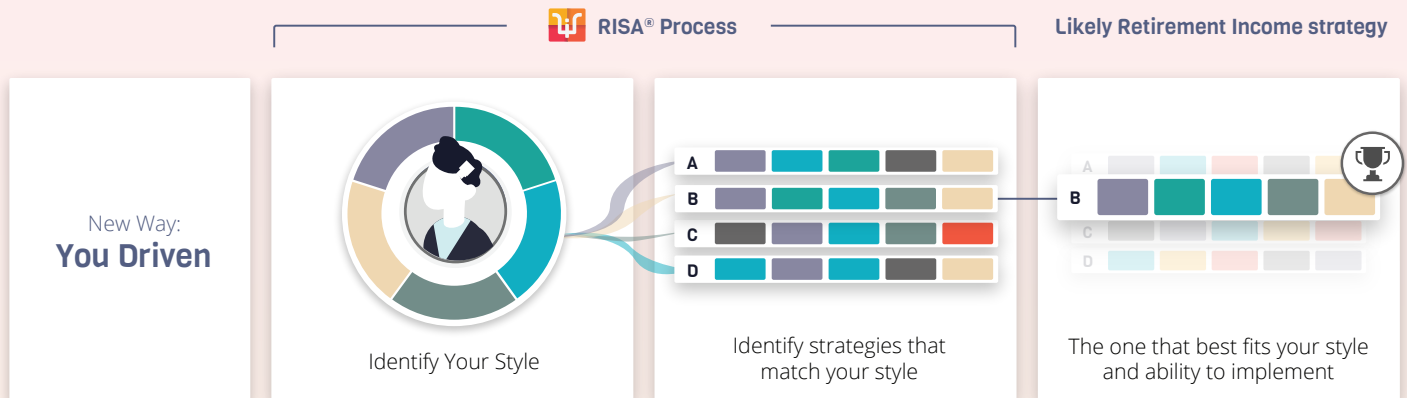 RISA® Process
Likely Retirement Income strategy
New Way:
You Driven
Identify Your Style
A
B
C
D
Identify strategies that
match your style
A
B
C
D
The one that best fits your style
and ability to implement